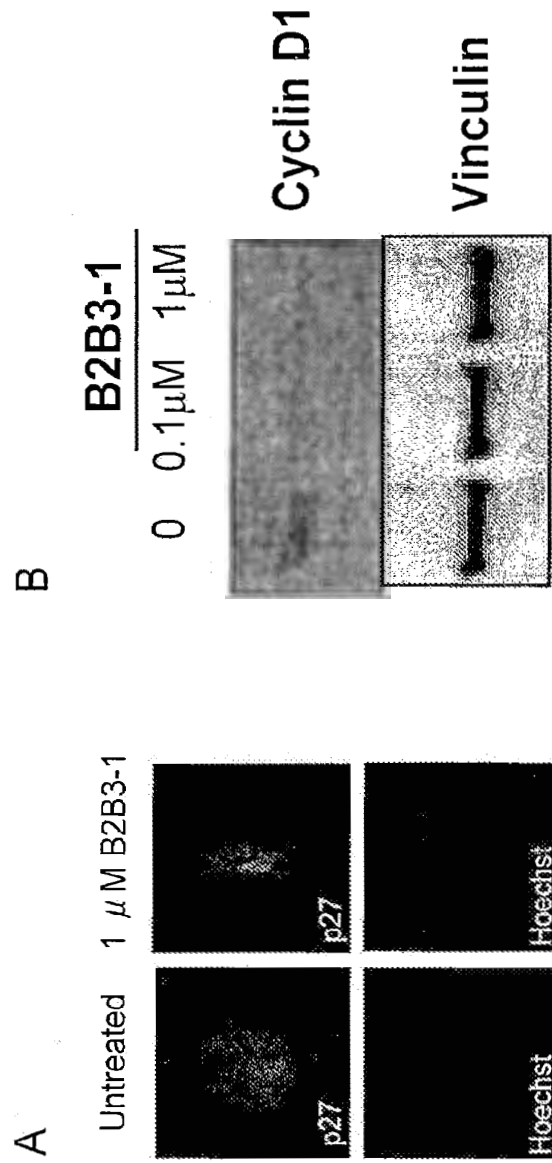 A
Untreated 1 μM B2B3-1
p27 p27
Hoechst Hoechst
B
B2B3-1
0 0.1μM 1μM
Cyclin D1
Vinculin